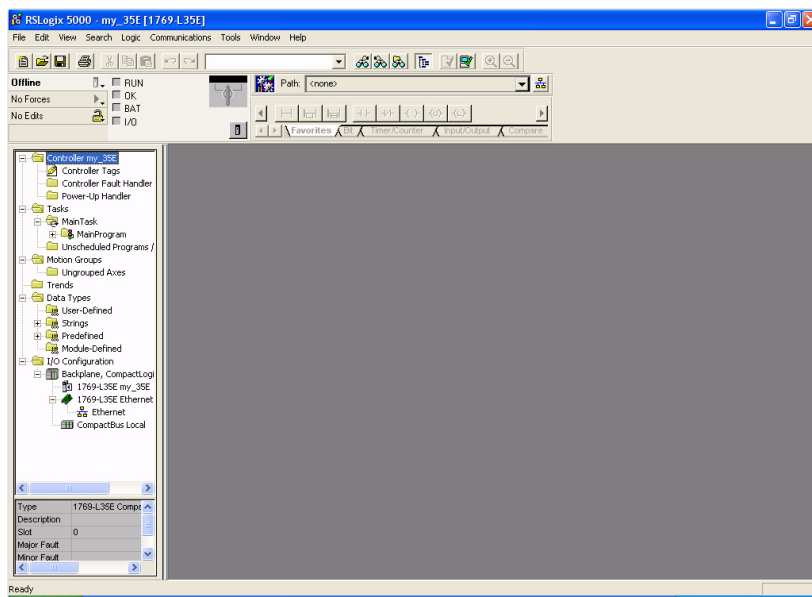 RSLogix 5000 - my_35E [1769-L35E]
File Edit View Search Logic Communications Tools Window Help
Offline
RUN
No Forces
OK
No Edits
BAT
I/O
Path: <none>
Favorites Bit Timer/Counter Input/Output Compare
Controller my_35E
Controller Tags
Controller Fault Handler
Power-Up Handler
Tasks
MainTask
MainProgram
Unscheduled Programs /
Motion Groups
Ungrouped Axes
Trends
Data Types
User-Defined
Strings
Predefined
Module-Defined
I/O Configuration
Backplane, CompactLogi
1769-L35E my_35E
1769-L35E Ethernet
Ethernet
CompactBus Local
Type 1769-L35E Compa
Description
Slot 0
Major Fault
Minor Fault
Ready